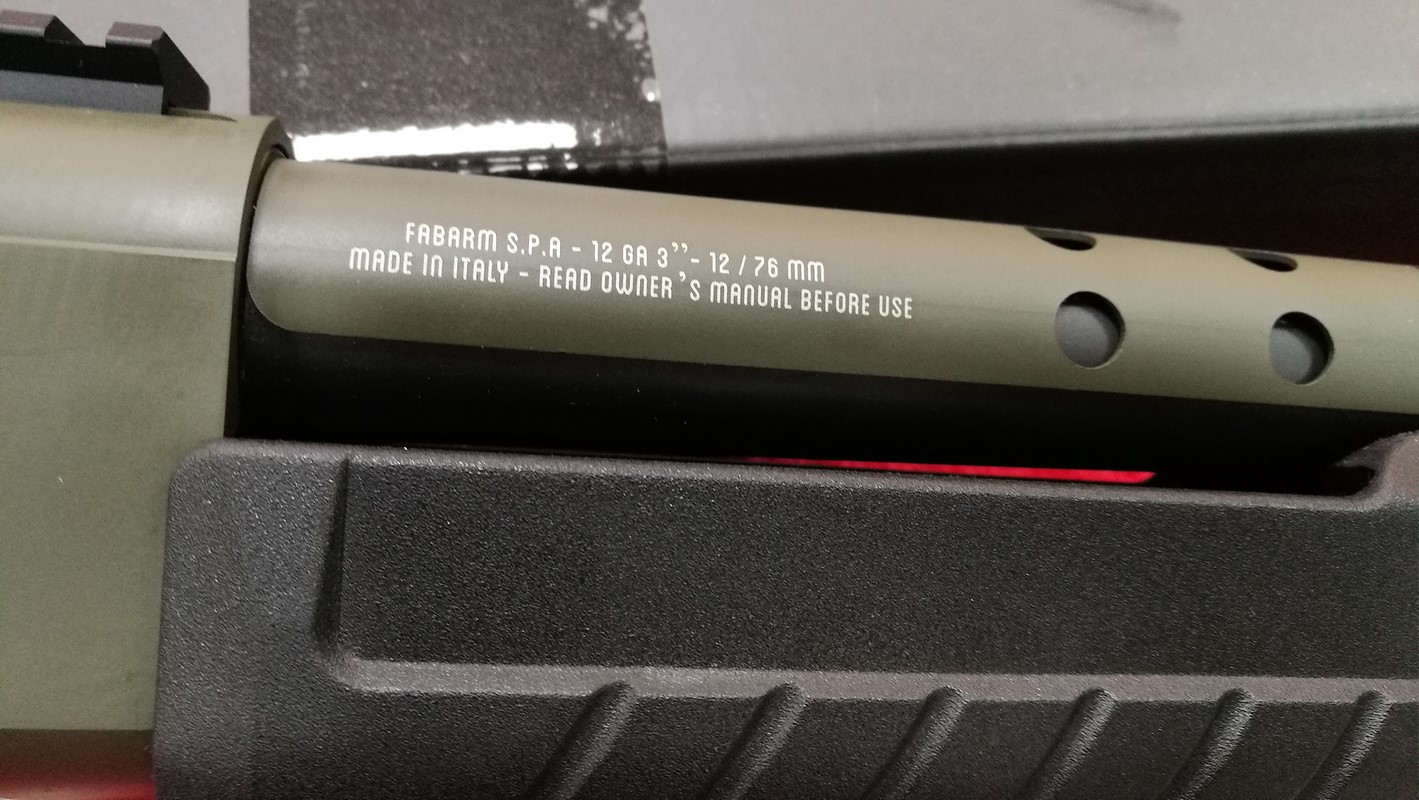 FABARM S.P.A - 12 GA 3”- 12 / 76 MM
MADE IN ITALY - READ OWNER’S MANUAL BEFORE USE